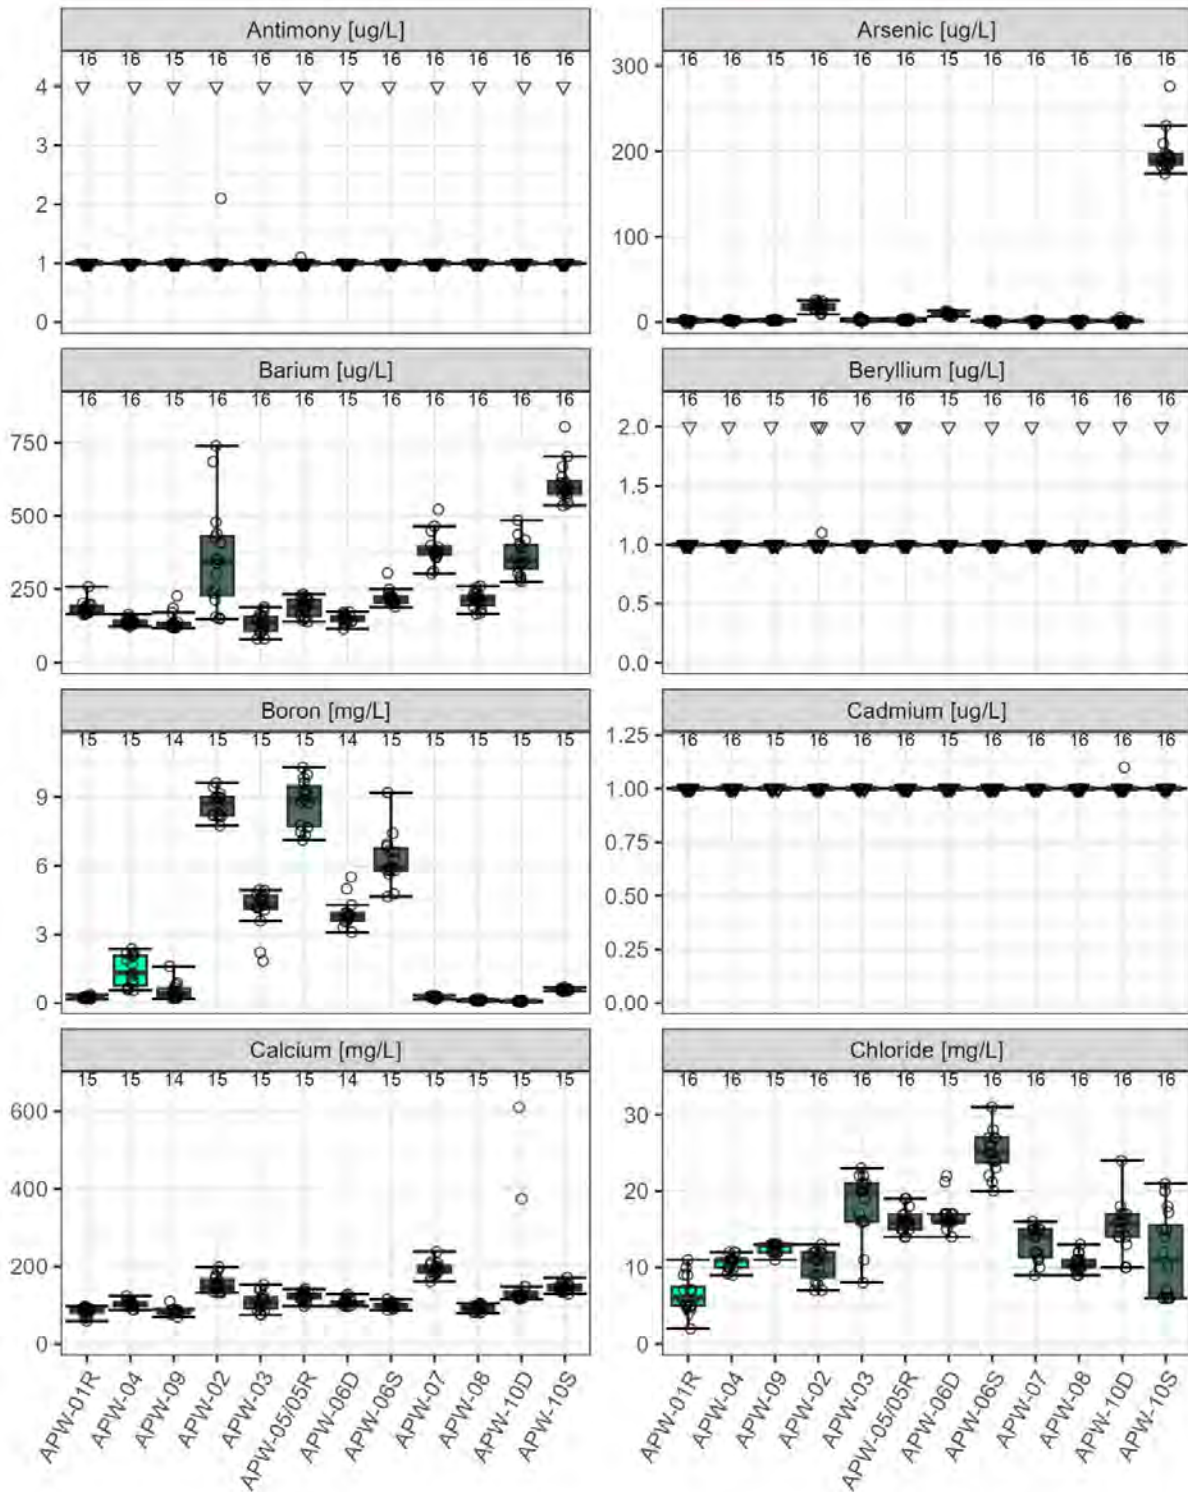 Antimony [ug/L]
16 16 15 16 16 16 15 16 16 16 16 16
4
3
2
1
0
Arsenic [ug/L]
16 16 15 16 16 16 15 16 16 16 16 16
300
200
100
0
Barium [ug/L]
16 16 15 16 16 16 15 16 16 16 16 16
750
500
250
0
Beryllium [ug/L]
16 16 15 16 16 16 15 16 16 16 16 16
2.0
1.5
1.0
0.5
0.0
Boron [mg/L]
15 15 14 15 15 15 14 15 15 15 15 15
9
6
3
0
Cadmium [ug/L]
16 16 15 16 16 16 15 16 16 16 16 16
1.25
1.00
0.75
0.50
0.25
0.00
Calcium [mg/L]
15 15 14 15 15 15 14 15 15 15 15 15
600
400
200
0
APW-01R
APW-04
APW-09
APW-02
APW-03
APW-05/05R
APW-06D
APW-06S
APW-07
APW-08
APW-10D
APW-10S
Chloride [mg/L]
16 16 15 16 16 16 15 16 16 16 16 16
30
20
10
0
APW-01R
APW-04
APW-09
APW-02
APW-03
APW-05/05R
APW-06D
APW-06S
APW-07
APW-08
APW-10D
APW-10S